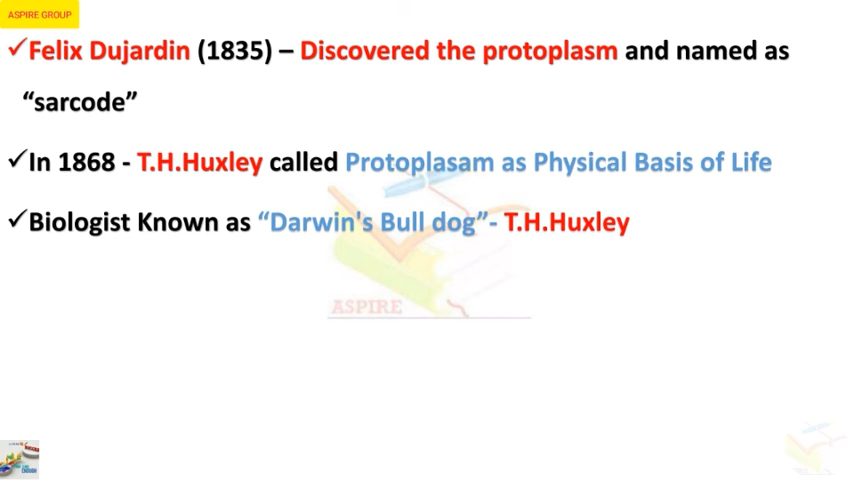 ASPIRE GROUP
✓Felix Dujardin (1835) – Discovered the protoplasm and named as
“sarcode”
✓In 1868 - T.H.Huxley called Protoplasam as Physical Basis of Life
✓Biologist Known as “Darwin's Bull dog”- T.H.Huxley
ASPIRE